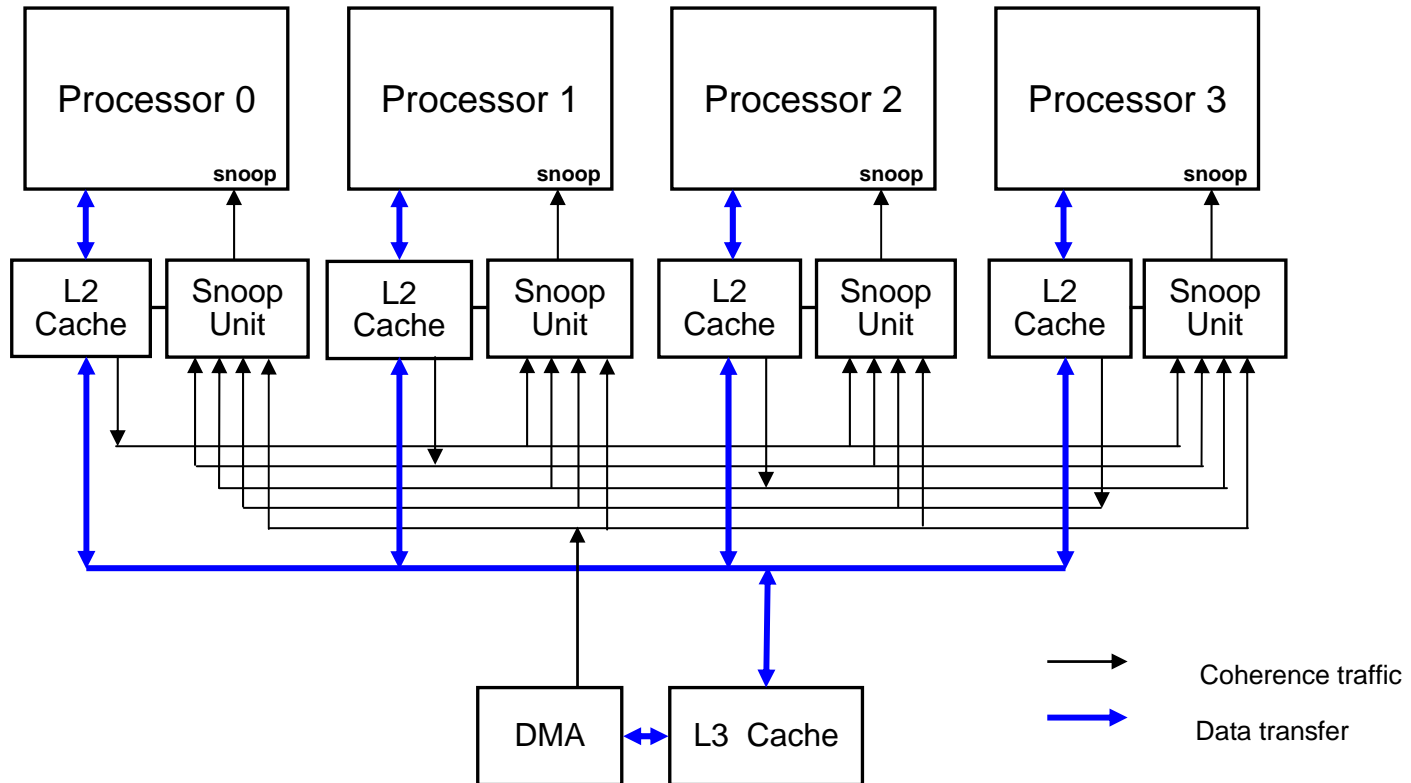 Processor 0
Processor 1
Processor 2
Processor 3
snoop
snoop
snoop
snoop
L2
Cache
Snoop
Unit
L2
Cache
Snoop
Unit
L2
Cache
Snoop
Unit
L2
Cache
Snoop
Unit
DMA
L3 Cache
Coherence traffic
Data transfer